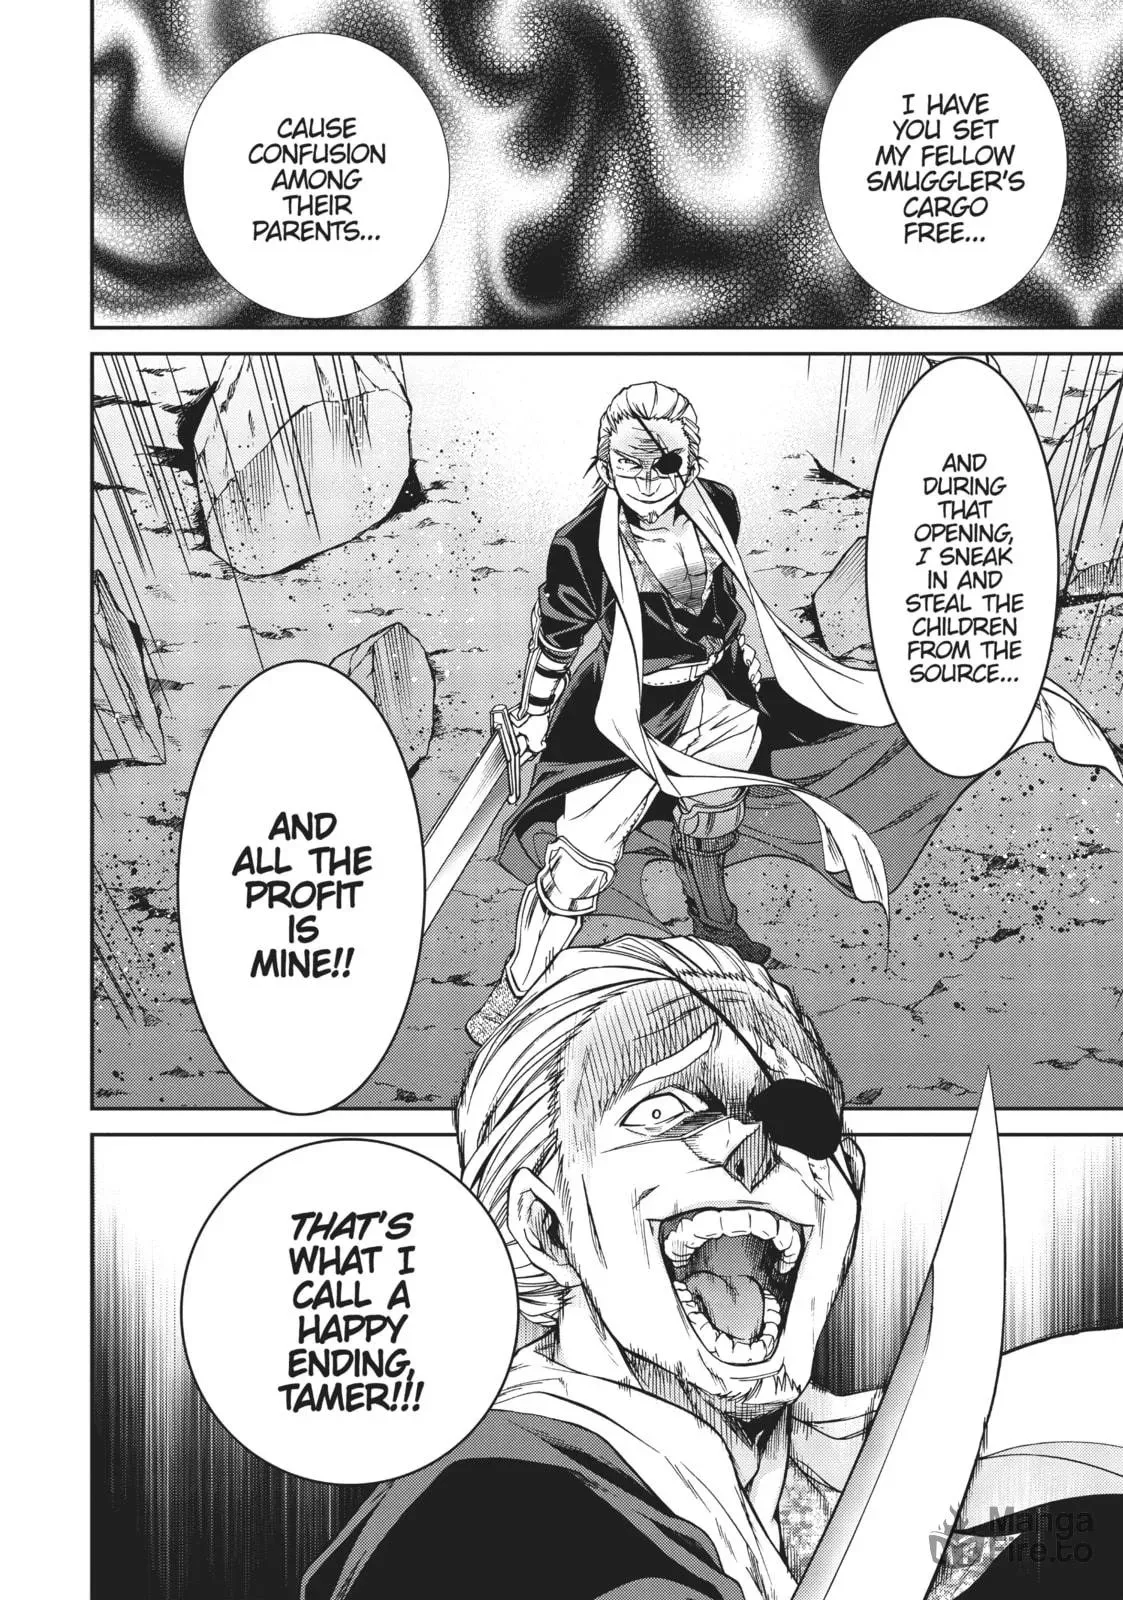 I HAVE
YOU SET
MY FELLOW
SMUGGLER'S
CARGO
FREE...
CAUSE
CONFUSION
AMONG
THEIR
PARENTS...
AND
DURING
THAT
OPENING,
I SNEAK
IN AND
STEAL THE
CHILDREN
FROM THE
SOURCE...
AND
ALL THE
PROFIT
IS
MINE!!
THAT'S
WHAT I
CALL A
HAPPY
ENDING,
TAMER!!!
Manga
Fire.to